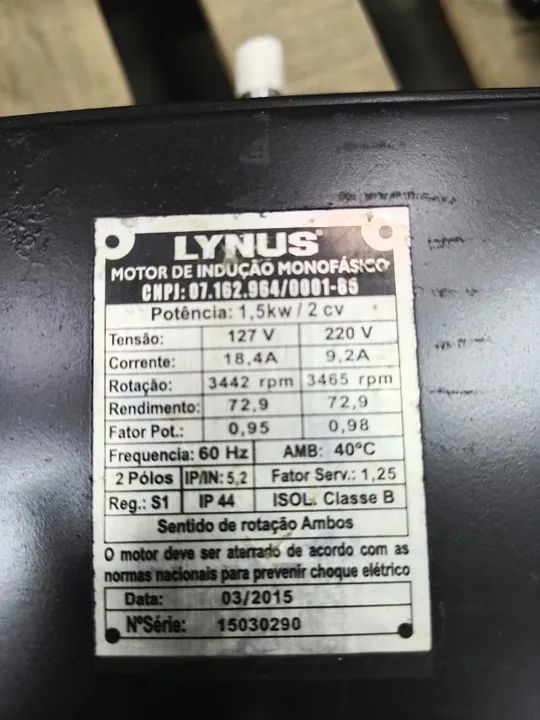 LYNUS®
MOTOR DE INDUÇÃO MONOFÁSICO
CNPJ: 07.162.964/0001-65
Potência: 1,5kw / 2 cv
Tensão: 127 V 220 V
Corrente: 18,4A 9,2A
Rotação: 3442 rpm 3465 rpm
Rendimento: 72,9 72,9
Fator Pot.: 0,95 0,98
Frequencia: 60 Hz AMB: 40°C
2 Pólos IP/IN: 5,2 Fator Serv.: 1,25
Reg.: S1 IP 44 ISOL. Classe B
Sentido de rotação Ambos
O motor deve ser aterrado de acordo com as
normas nacionais para prevenir choque elétrico
Data: 03/2015
NºSérie: 15030290